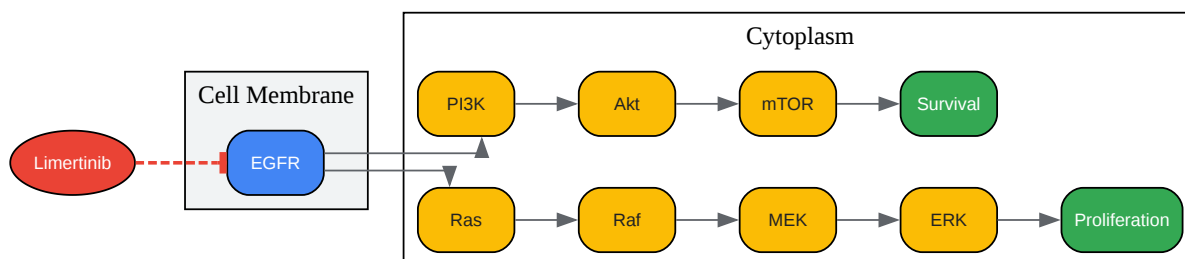 Cytoplasm
Cell Membrane
PI3K
Akt
mTOR
Survival
Limertinib
EGFR
Ras
Raf
MEK
ERK
Proliferation